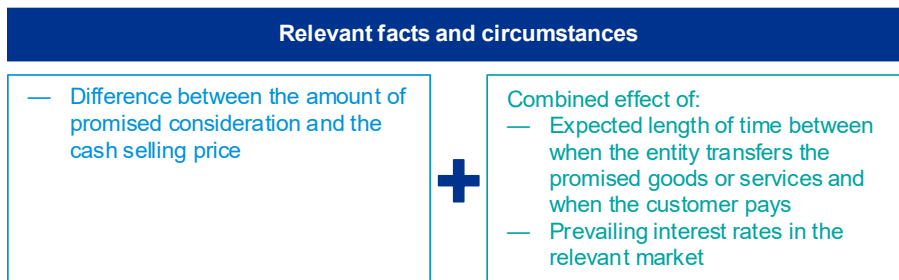 Relevant facts and circumstances
— Difference between the amount of
promised consideration and the
cash selling price
Combined effect of:
— Expected length of time between
when the entity transfers the
promised goods or services and
when the customer pays
— Prevailing interest rates in the
relevant market